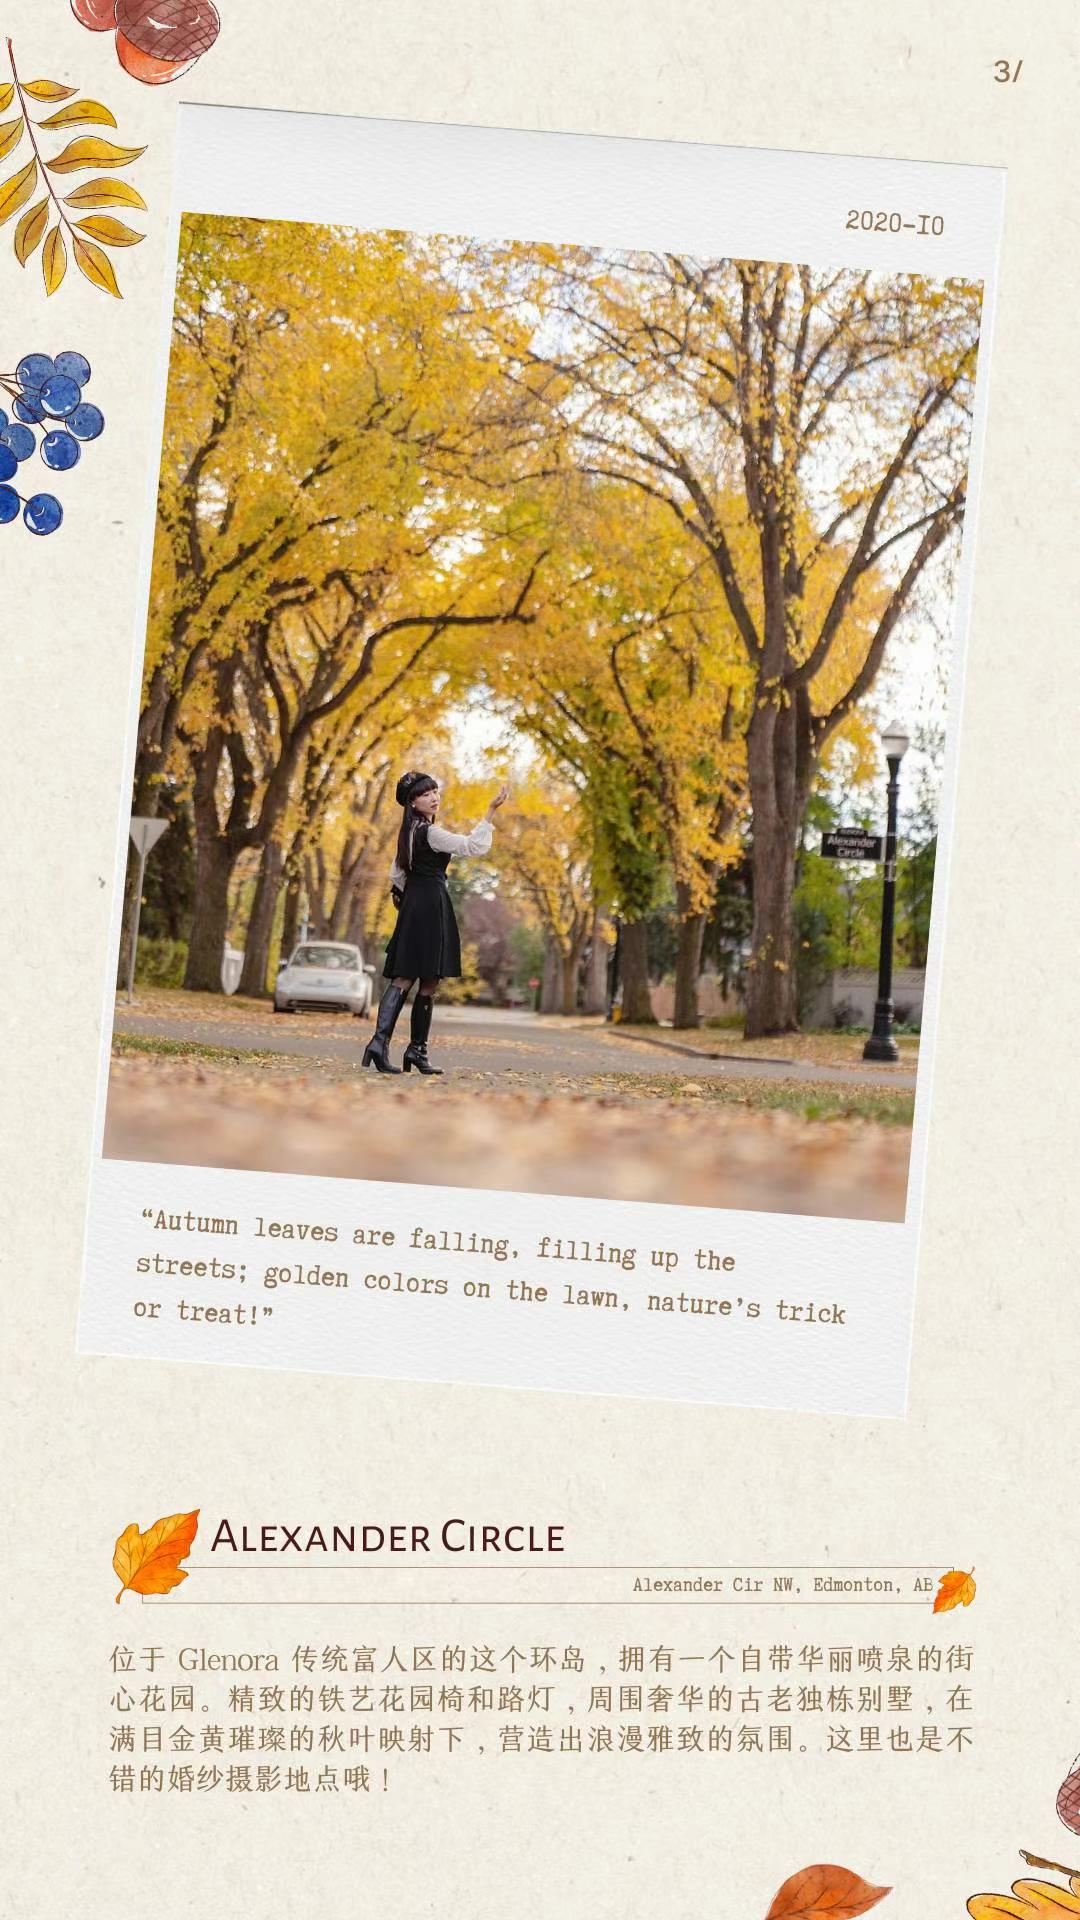 3/
2020-10
"Autumn leaves are falling, filling up the
streets; golden colors on the lawn, nature's trick
or treat!"
Alexander
Circle
ALEXANDER CIRCLE
Alexander Cir NW, Edmonton, AB
位于 Glenora 传统富人区的这个环岛，拥有一个自带华丽喷泉的街
心花园。精致的铁艺花园椅和路灯，周围奢华的古老独栋别墅，在
满目金黄璀璨的秋叶映射下，营造出浪漫雅致的氛围。这里也是不
错的婚纱摄影地点哦！